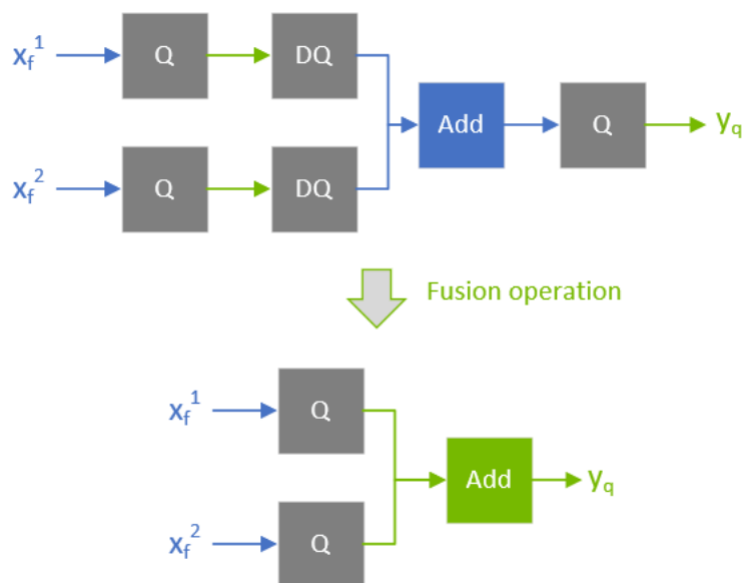 x_f^1 Q DQ
Add Q y_q
x_f^2 Q DQ
Fusion operation
x_f^1 Q
Add y_q
x_f^2 Q